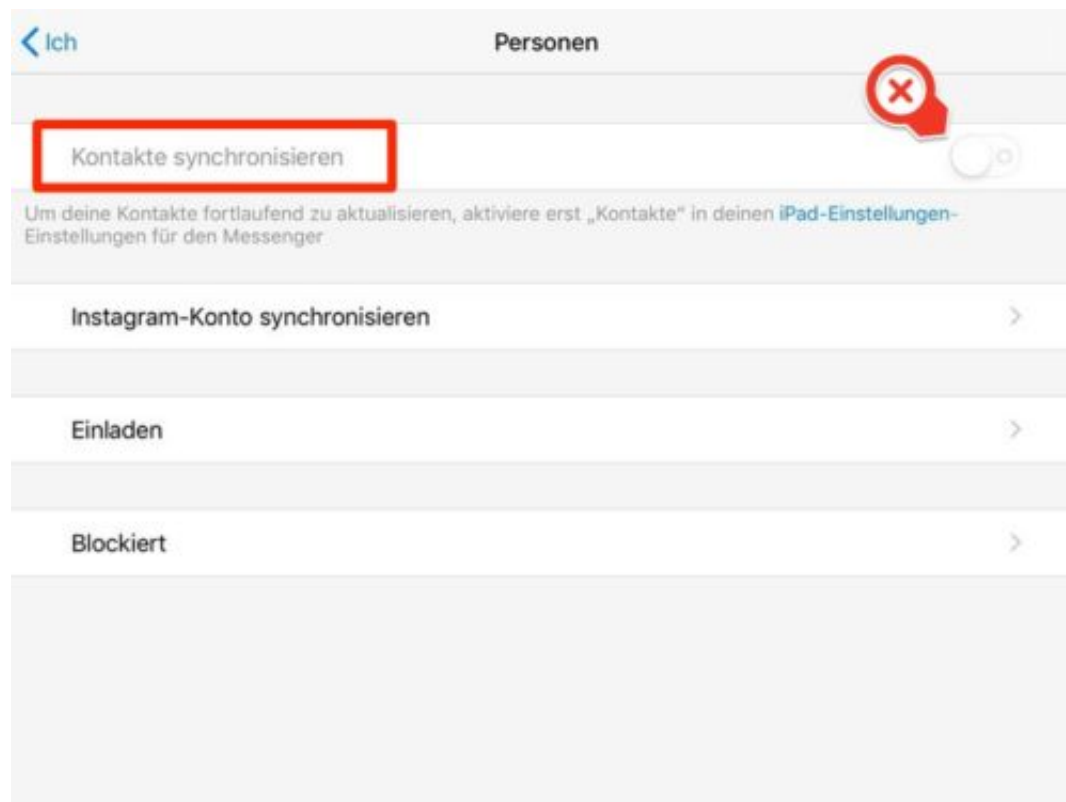 Ich
Personen
Kontakte synchronisieren
Um deine Kontakte fortlaufend zu aktualisieren, aktiviere erst „Kontakte“ in deinen iPad-Einstellungen-
Einstellungen für den Messenger
Instagram-Konto synchronisieren
Einladen
Blockiert